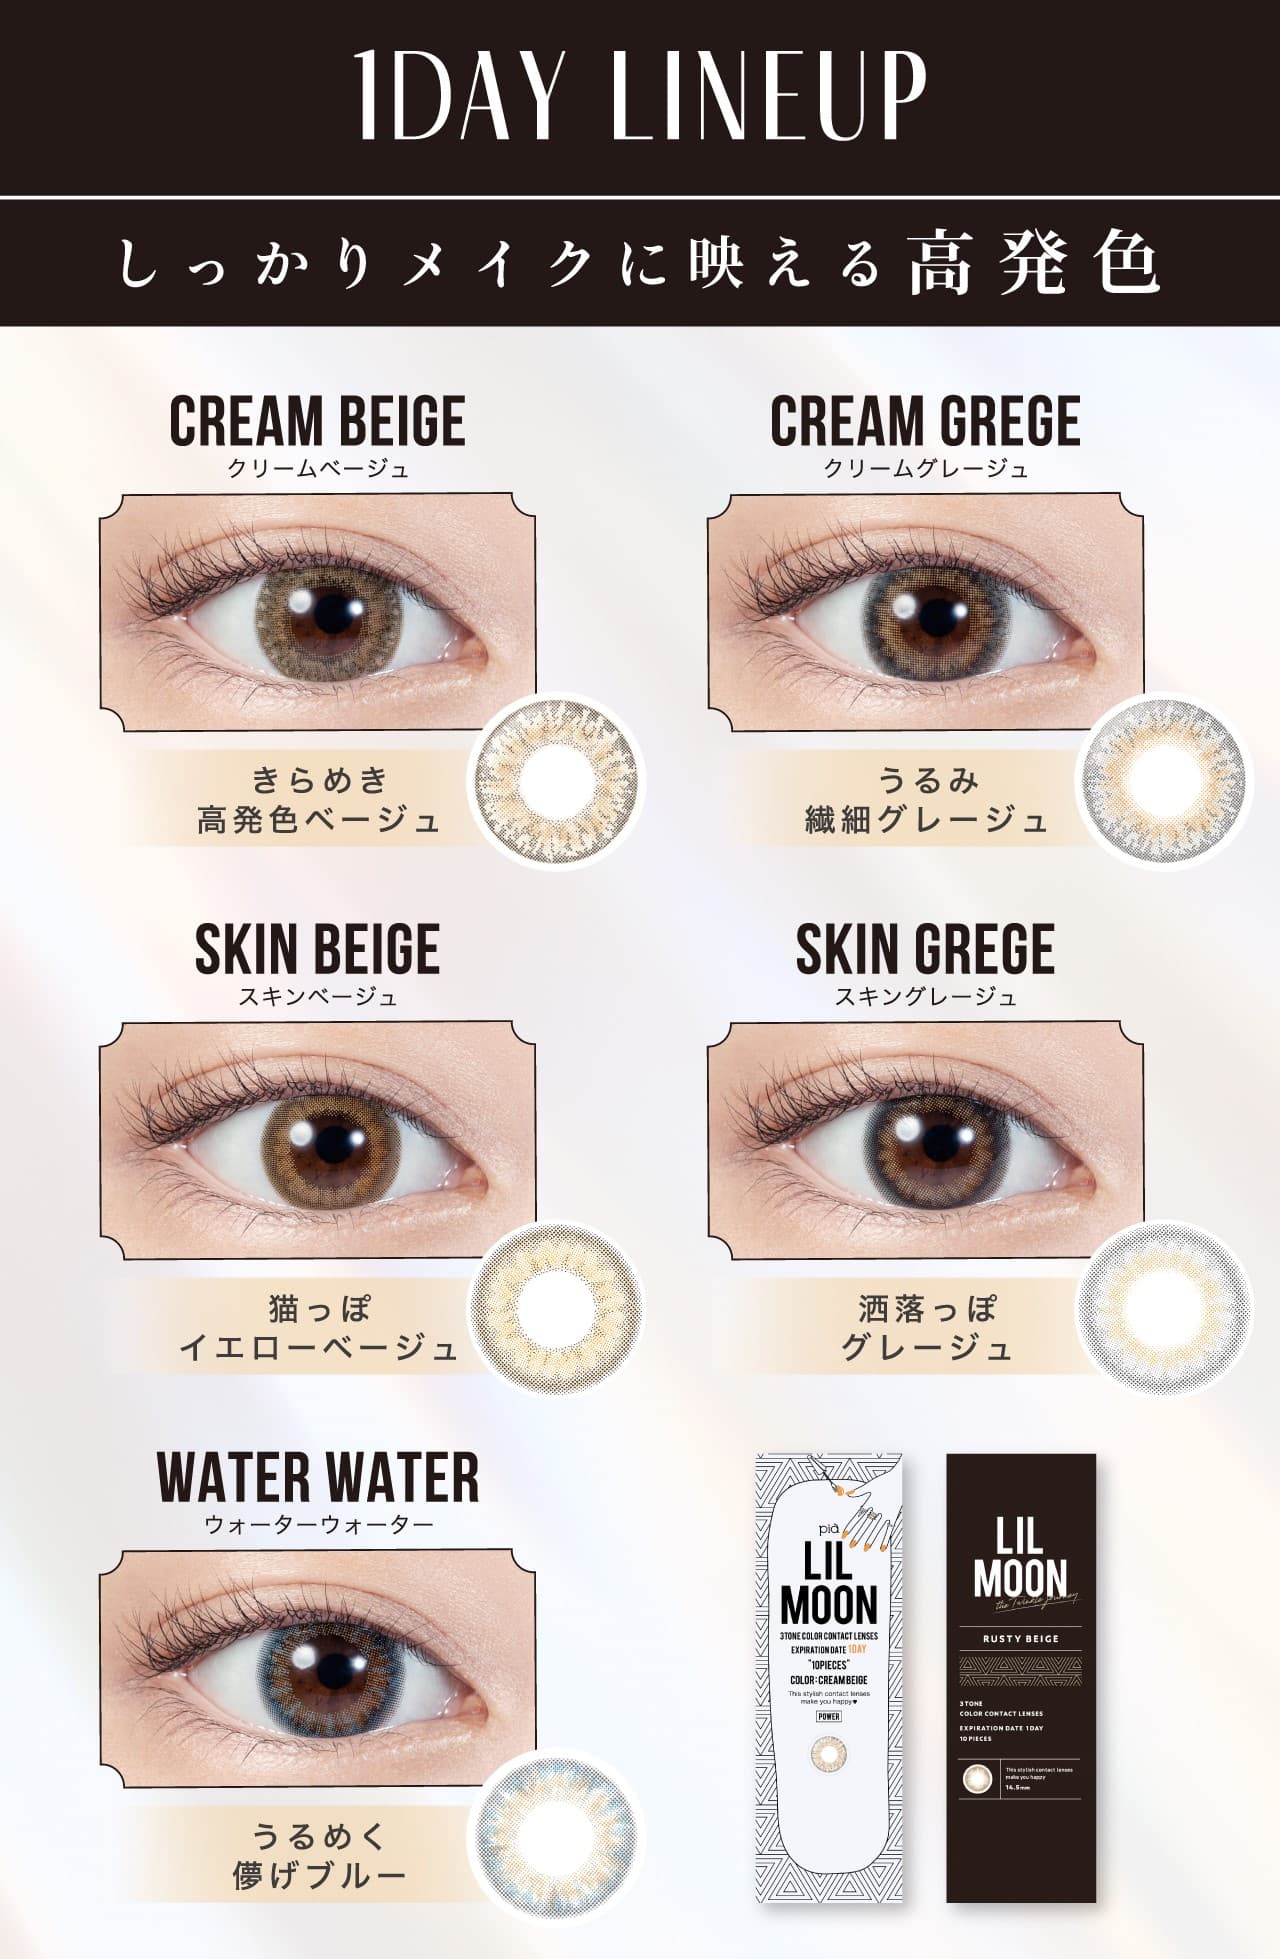 1DAY LINEUP
しっかりメイクに映える高発色
CREAM BEIGE
クリームベージュ
きらめき
高発色ベージュ
CREAM GREGE
クリームグレージュ
うるみ
繊細グレージュ
SKIN BEIGE
スキンベージュ
猫っぽ
イエローベージュ
SKIN GREGE
スキングレージュ
洒落っぽ
グレージュ
WATER WATER
ウォーターウォーター
うるめく
儚げブルー
pia
LIL
MOON
3TONE COLOR CONTACT LENSES
EXPIRATION DATE 1DAY
"10PIECES"
COLOR:CREAM BEIGE
This stylish contact lenses
make you happy♥
POWER
LIL
MOON
the Twinkle Journey
RUSTY BEIGE
3 TONE
COLOR CONTACT LENSES
EXPIRATION DATE 1DAY
10 PIECES
This stylish contact lenses
make you happy
14.5mm